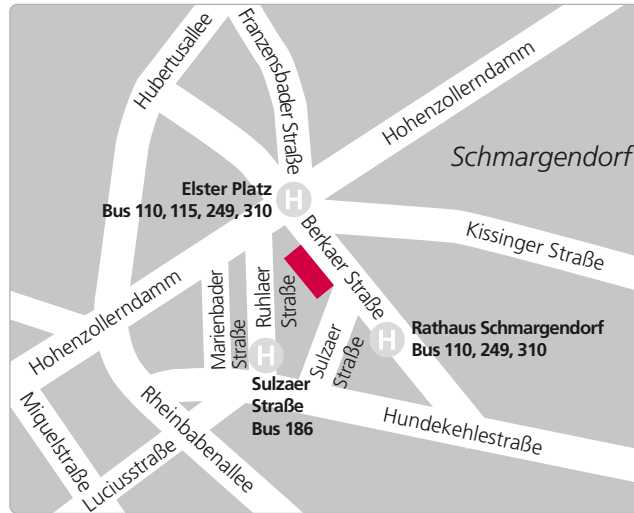 Hubertusallee
Franzensbader Straße
Hohenzollerndamm
Schmargendorf
Elster Platz
H
Bus 110, 115, 249, 310
Kissinger Straße
Berkaer Straße
Hohenzollerndamm
Marienbader
Straße
Ruhlaer
Straße
Sulzaer
Straße
H
Rathaus Schmargendorf
Bus 110, 249, 310
H
Sulzaer
Straße
Bus 186
Hundekehlestraße
Miquelstraße
Rheinbabenallee
Luciusstraße